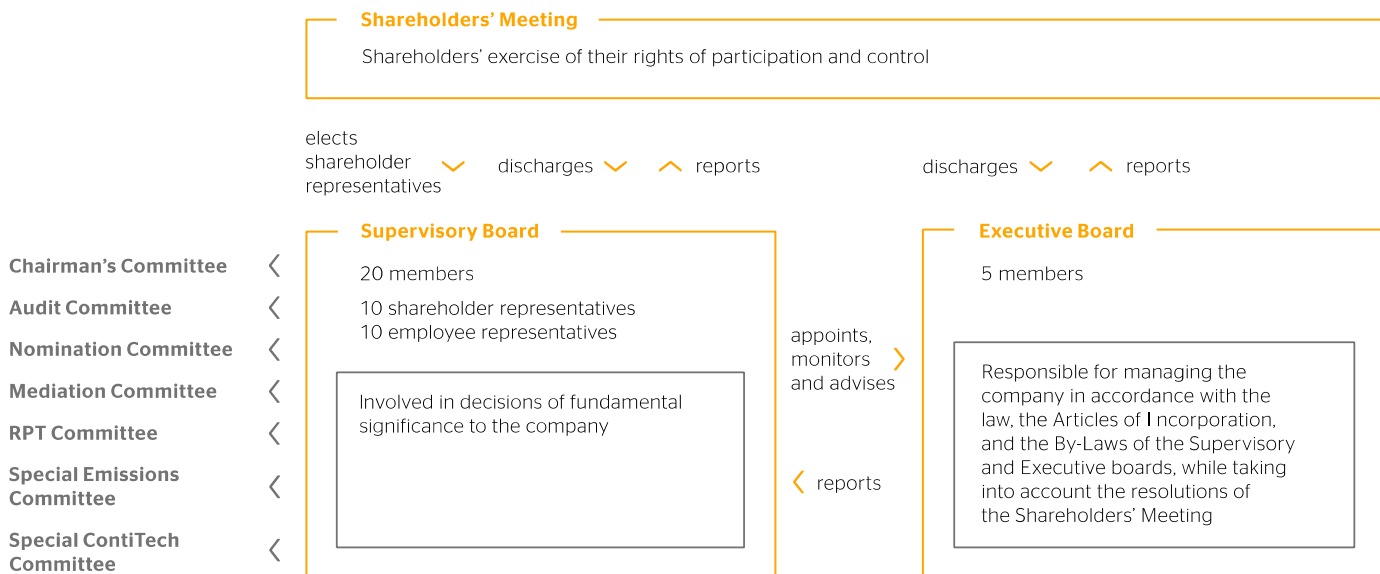 Shareholders’ Meeting
Shareholders’ exercise of their rights of participation and control
elects
shareholder
representatives
discharges
reports
discharges
reports
Supervisory Board
20 members
10 shareholder representatives
10 employee representatives
Involved in decisions of fundamental
significance to the company
Chairman’s Committee
Audit Committee
Nomination Committee
Mediation Committee
RPT Committee
Special Emissions
Committee
Special ContiTech
Committee
appoints,
monitors
and advises
reports
Executive Board
5 members
Responsible for managing the
company in accordance with the
law, the Articles of I ncorporation,
and the By-Laws of the Supervisory
and Executive boards, while taking
into account the resolutions of
the Shareholders’ Meeting